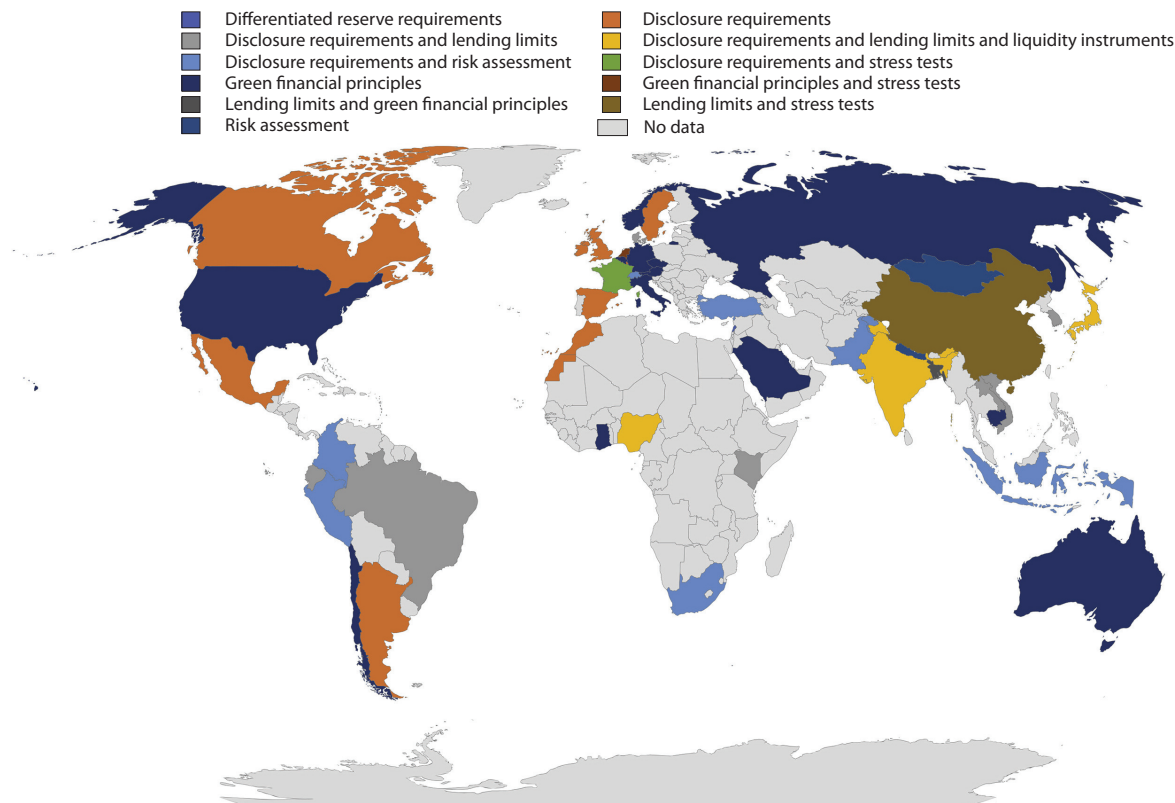 Differentiated reserve requirements
Disclosure requirements and lending limits
Disclosure requirements and risk assessment
Green financial principles
Lending limits and green financial principles
Risk assessment
Disclosure requirements
Disclosure requirements and lending limits and liquidity instruments
Disclosure requirements and stress tests
Green financial principles and stress tests
Lending limits and stress tests
No data